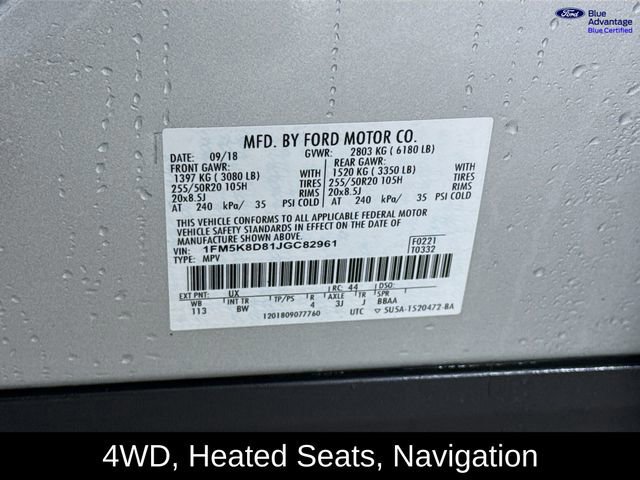 Ford
Blue
Advantage
Blue Certified
MFD. BY FORD MOTOR CO.
DATE: 09/18 GVWR: 2803 KG ( 6180 LB)
FRONT GAWR: REAR GAWR:
1397 KG ( 3080 LB) WITH 1520 KG ( 3350 LB) WITH
255/50R20 105H TIRES 255/50R20 105H TIRES
20x8.5J RIMS 20x8.5J RIMS
AT 240 kPa/ 35 PSI COLD AT 240 kPa/ 35 PSI COLD
THIS VEHICLE CONFORMS TO ALL APPLICABLE FEDERAL MOTOR
VEHICLE SAFETY STANDARDS IN EFFECT ON THE DATE OF
MANUFACTURE SHOWN ABOVE.
VIN: 1FM5K8D81JGC82961 F0221
TYPE: MPV T0332
EXT PNT: UX RC: 44 DSO:
WB INT TR TP/PS R AXLE TR SPR
113 BW 4 3J J BBAA
1201809077760 UTC ▽ 5U5A-1520472-BA
4WD, Heated Seats, Navigation